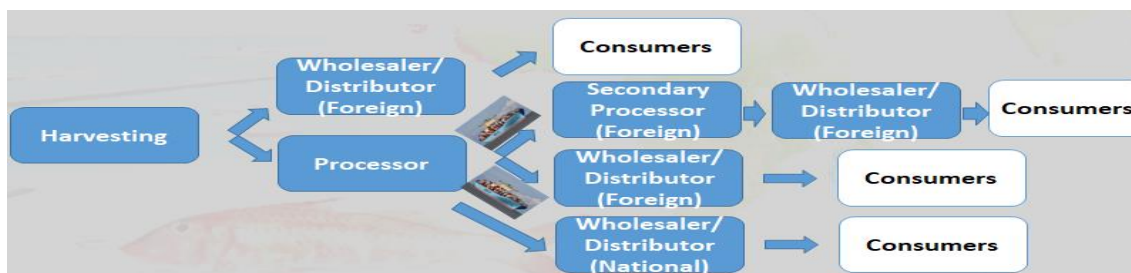 Consumers
Wholesaler/
Distributor
(Foreign)
Secondary
Processor
(Foreign)
Wholesaler/
Distributor
(Foreign)
Consumers
Harvesting
Processor
Wholesaler/
Distributor
(Foreign)
Consumers
Wholesaler/
Distributor
(National)
Consumers